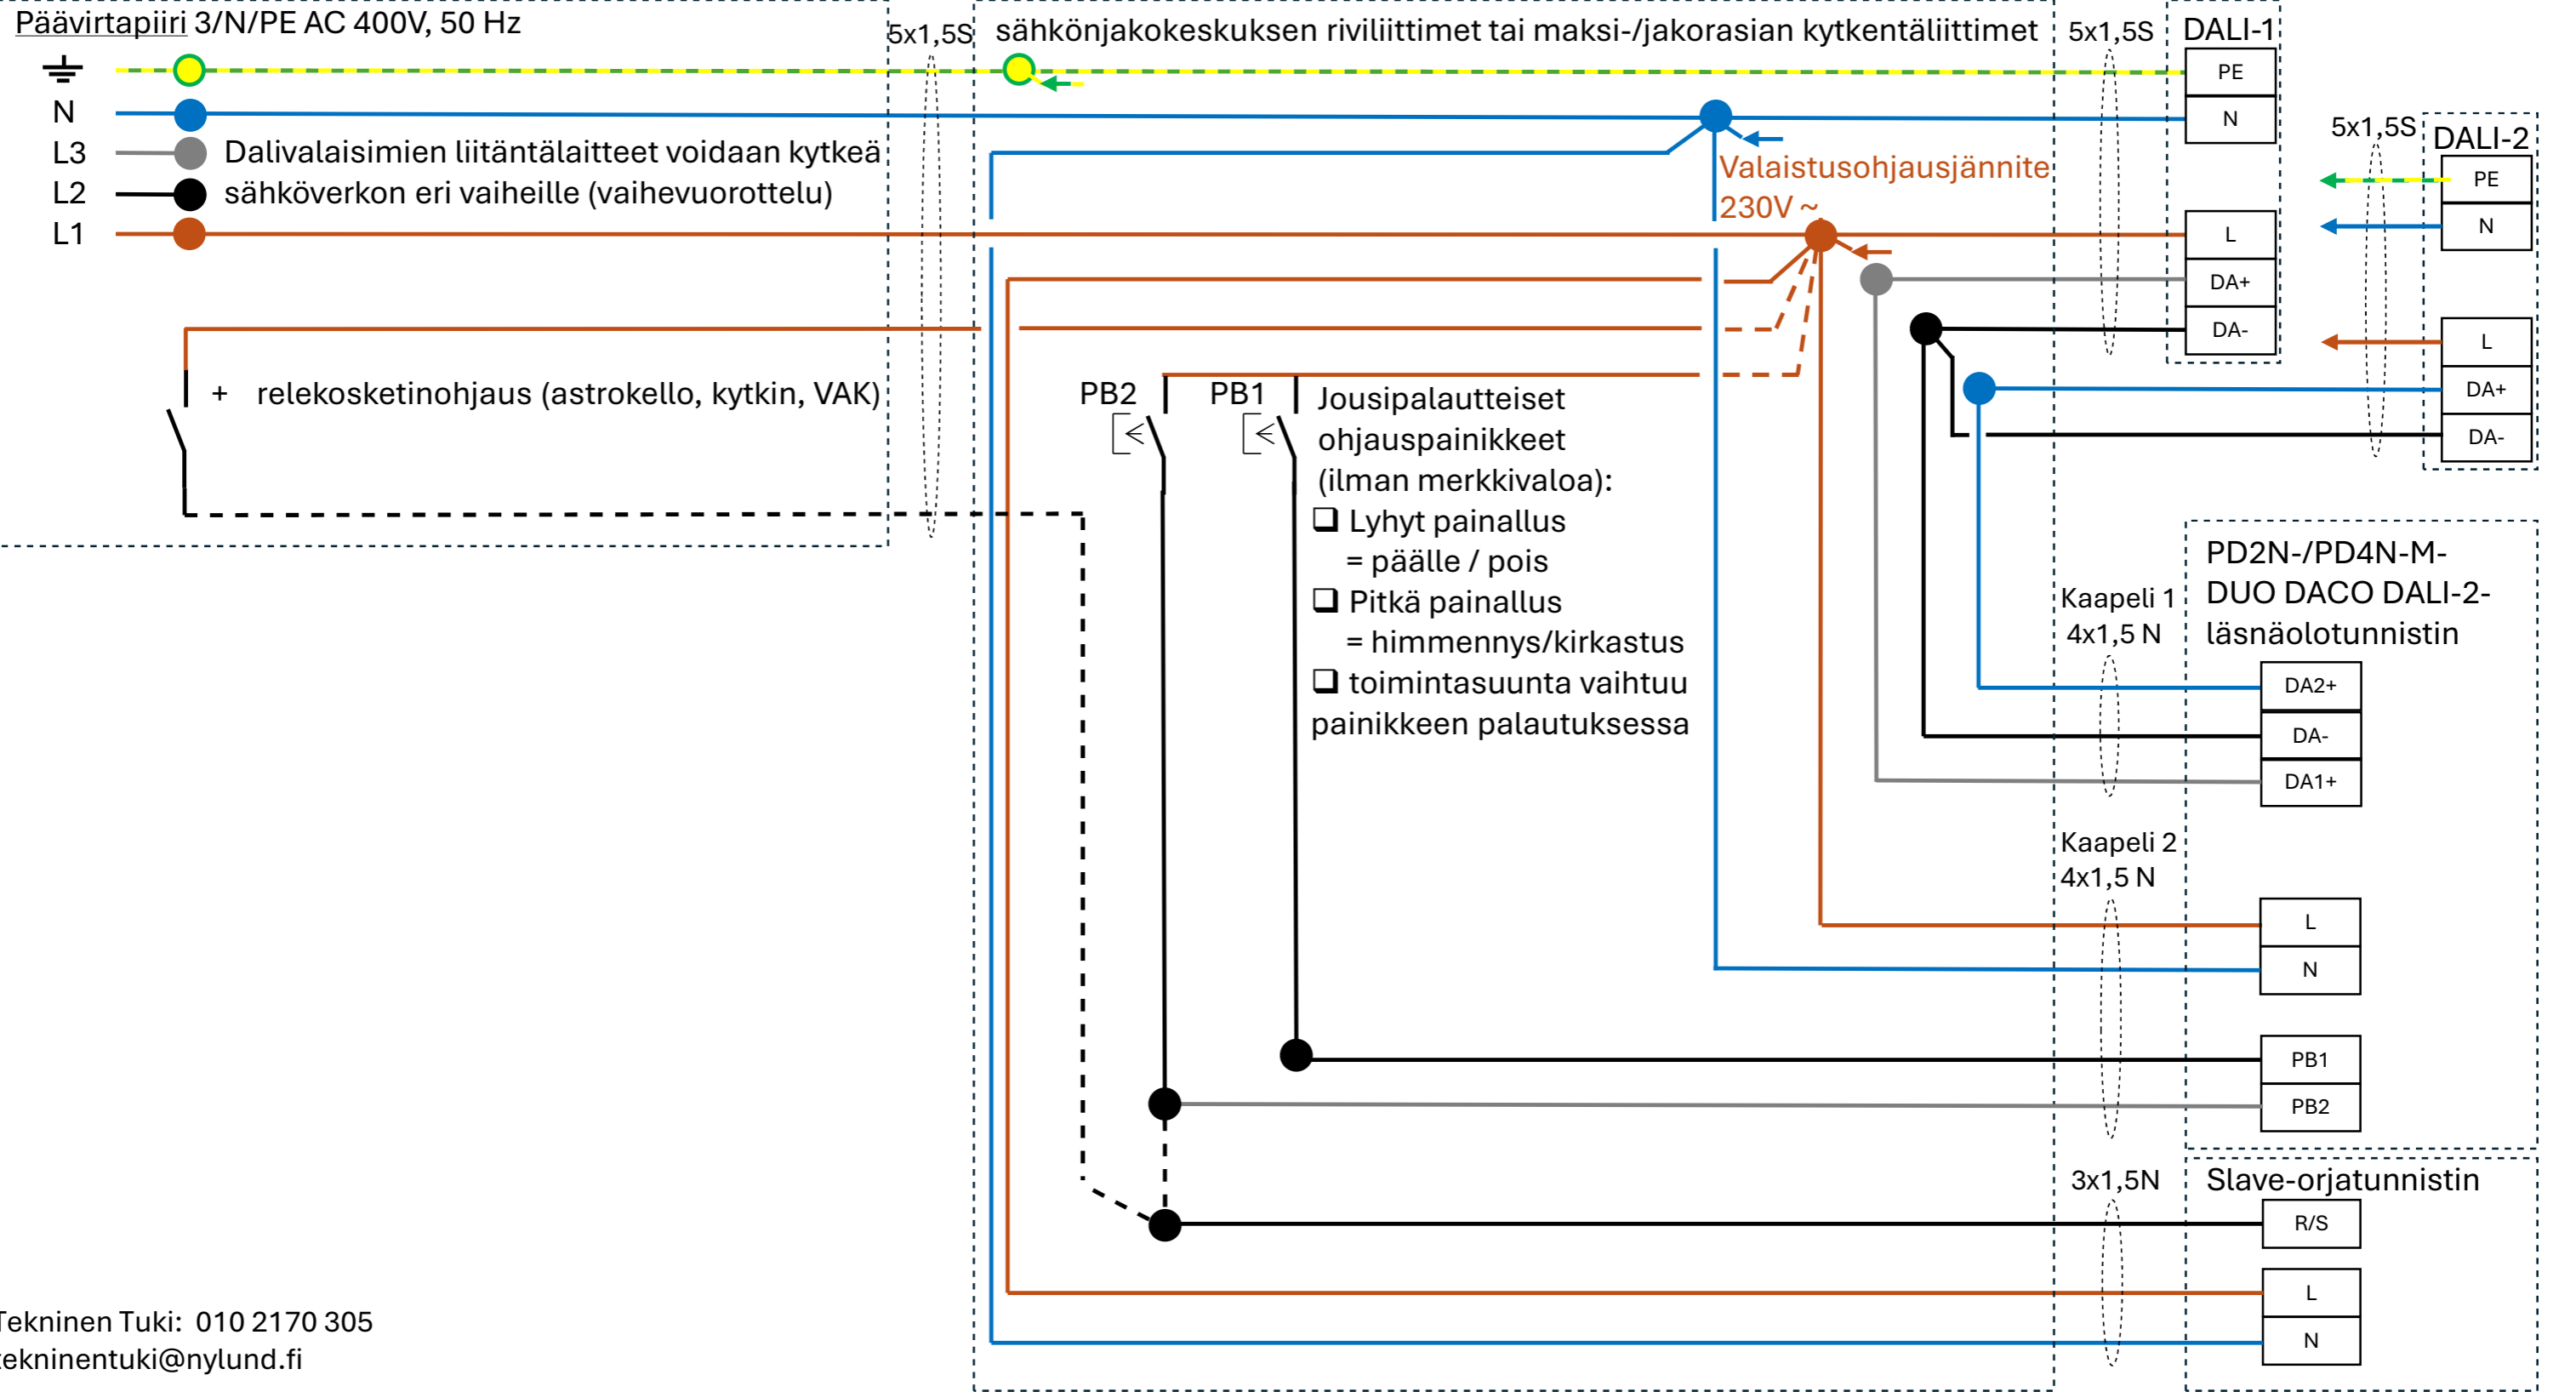 Päävirtapiiri 3/N/PE AC 400V, 50 Hz
N
L3
L2
L1
Dalivalaisimien liitäntälaitteet voidaan kytkeä
sähköverkon eri vaiheille (vaihevuorottelu)
+ relekosketinohjaus (astrokello, kytkin, VAK)
5x1,5S
sähkönjakokeskuksen riviliittimet tai maksi-/jakorasian kytkentäliittimet
Valaistusohjausjännite
230V ~
PB2
PB1
Jousipalautteiset
ohjauspainikkeet
(ilman merkkivaloa):
❑ Lyhyt painallus
= päälle / pois
❑ Pitkä painallus
= himmennys/kirkastus
❑ toimintasuunta vaihtuu
painikkeen palautuksessa
5x1,5S
DALI-1
PE
N
L
DA+
DA-
5x1,5S
DALI-2
PE
N
L
DA+
DA-
Kaapeli 1
4x1,5 N
PD2N-/PD4N-M-
DUO DACO DALI-2-
läsnäolotunnistin
DA2+
DA-
DA1+
Kaapeli 2
4x1,5 N
L
N
PB1
PB2
3x1,5N
Slave-orjatunnistin
R/S
L
N
Tekninen Tuki: 010 2170 305
tekninentuki@nylund.fi